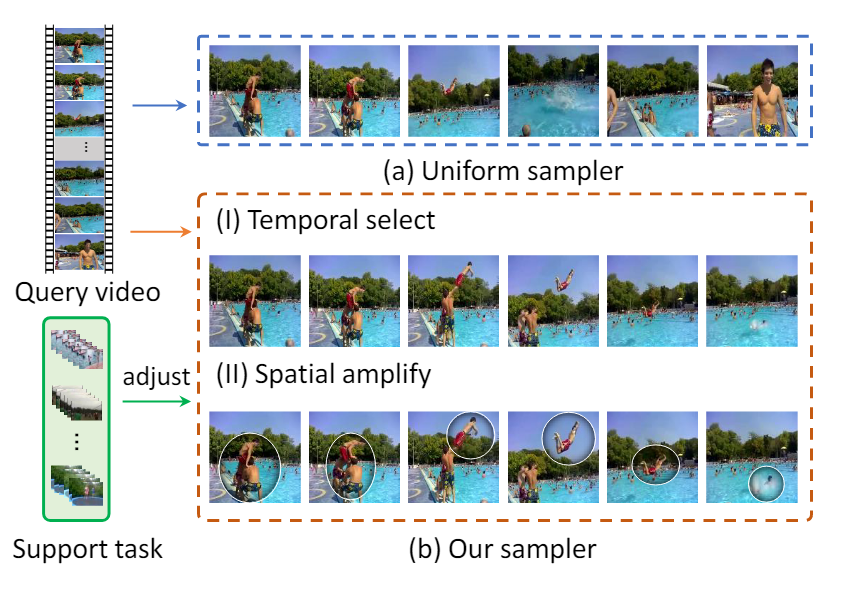 (a) Uniform sampler
(I) Temporal select
Query video
adjust
(II) Spatial amplify
Support task
(b) Our sampler